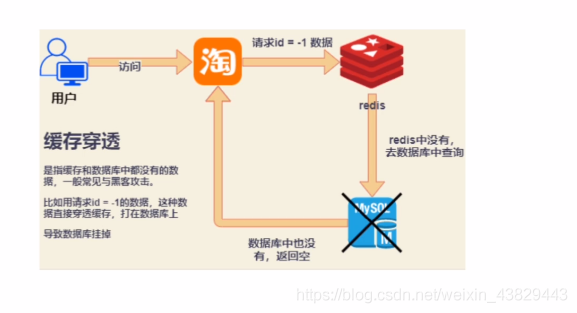 请求id = -1 数据
访问
淘
用户
redis
缓存穿透
redis中没有,
去数据库中查询
是指缓存和数据库中都没有的数
据，一般常见与黑客攻击。
比如用请求id = -1的数据，这种数
据直接穿透缓存，打在数据库上
导致数据库挂掉
MySQL
M
数据库中也没
有，返回空
https://blog.csdn.net/weixin_43829443